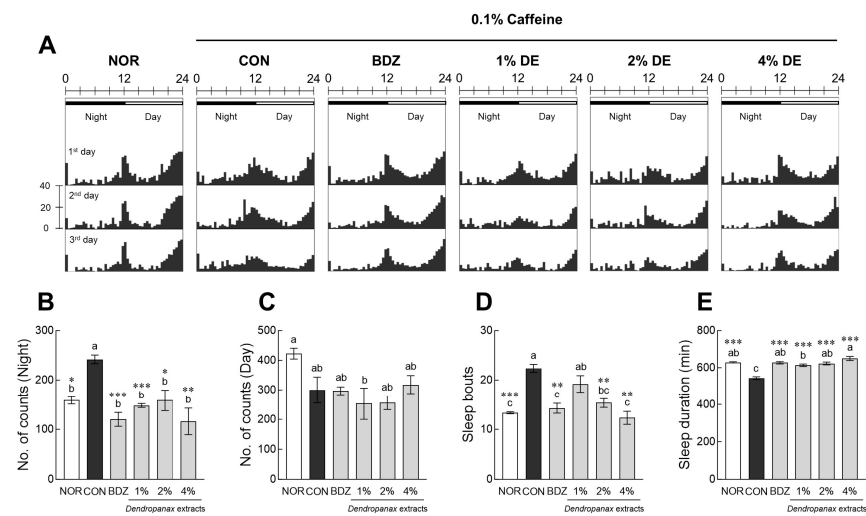 0.1% Caffeine
A
NOR CON BDZ 1% DE 2% DE 4% DE
0 12 24 0 12 24 0 12 24 0 12 24 0 12 24 0 12 24
Night Day Night Day Night Day Night Day Night Day Night Day
1st day
40
2nd day
20
0
3rd day
B
No. of counts (Night)
300
200
100
0
* b
a
*** b
*** b
* b
** b
NOR CON BDZ 1% 2% 4%
Dendropanax extracts
C
No. of counts (Day)
500
400
300
200
100
0
a
ab
ab
b
ab
ab
NOR CON BDZ 1% 2% 4%
Dendropanax extracts
D
Sleep bouts
30
20
10
0
*** c
a
** c
ab
** bc
** c
NOR CON BDZ 1% 2% 4%
Dendropanax extracts
E
Sleep duration (min)
800
600
400
200
0
*** ab
c
*** ab
*** b
*** ab
*** a
NOR CON BDZ 1% 2% 4%
Dendropanax extracts